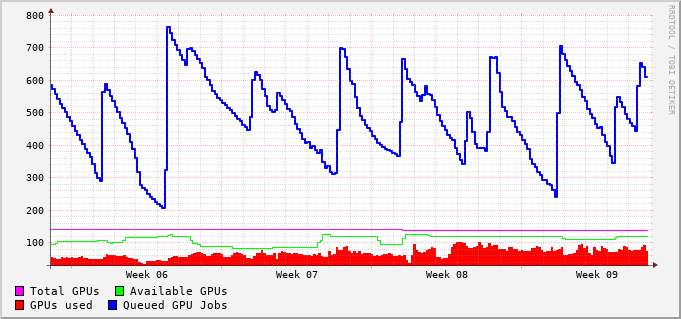 800
700
600
500
400
300
200
100
Week 06 Week 07 Week 08 Week 09
Total GPUs Available GPUs
GPUs used Queued GPU Jobs
RRDTOOL / TOBI OETIKER